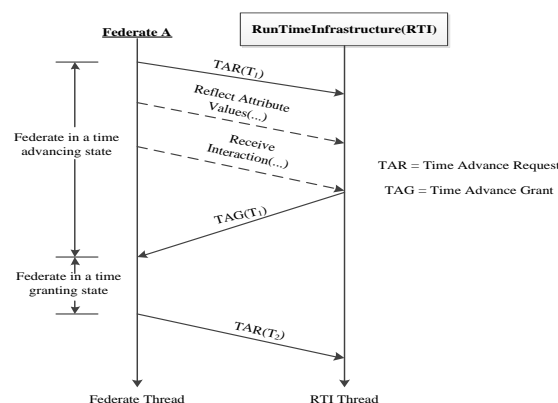 Federate A
RunTimeInfrastructure(RTI)
TAR(T1)
Reflect Attribute
Values(...)
Federate in a time
advancing state
Receive
Interaction(...)
TAR = Time Advance Request
TAG = Time Advance Grant
TAG(T1)
Federate in a time
granting state
TAR(T2)
Federate Thread
RTI Thread